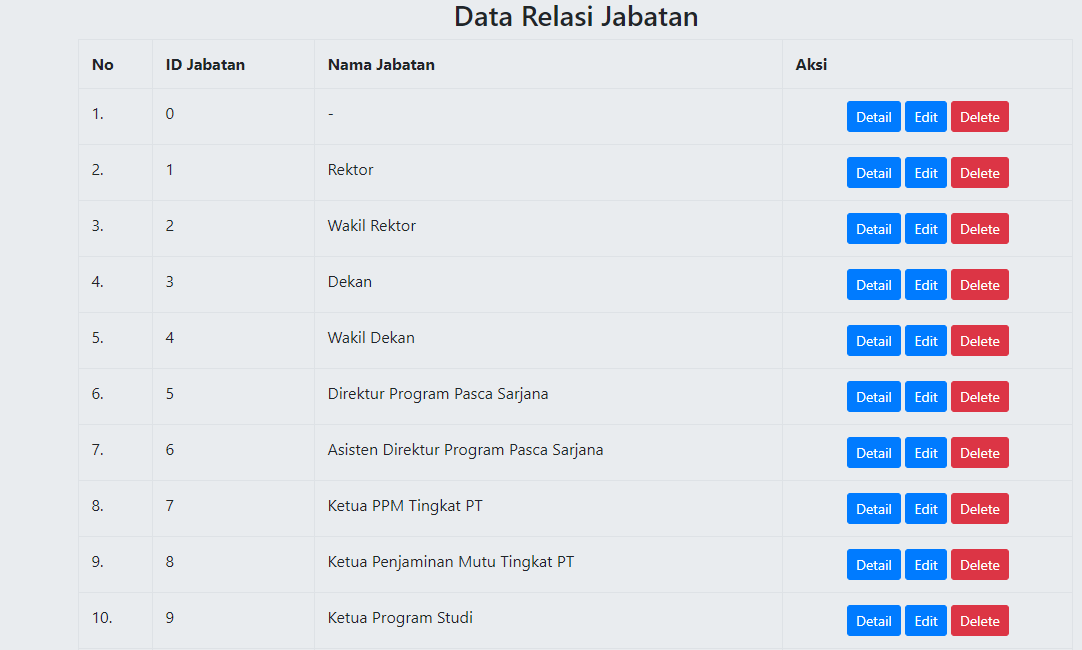 Data Relasi Jabatan
No ID Jabatan Nama Jabatan Aksi
1. 0 - Detail Edit Delete
2. 1 Rektor Detail Edit Delete
3. 2 Wakil Rektor Detail Edit Delete
4. 3 Dekan Detail Edit Delete
5. 4 Wakil Dekan Detail Edit Delete
6. 5 Direktur Program Pasca Sarjana Detail Edit Delete
7. 6 Asisten Direktur Program Pasca Sarjana Detail Edit Delete
8. 7 Ketua PPM Tingkat PT Detail Edit Delete
9. 8 Ketua Penjaminan Mutu Tingkat PT Detail Edit Delete
10. 9 Ketua Program Studi Detail Edit Delete